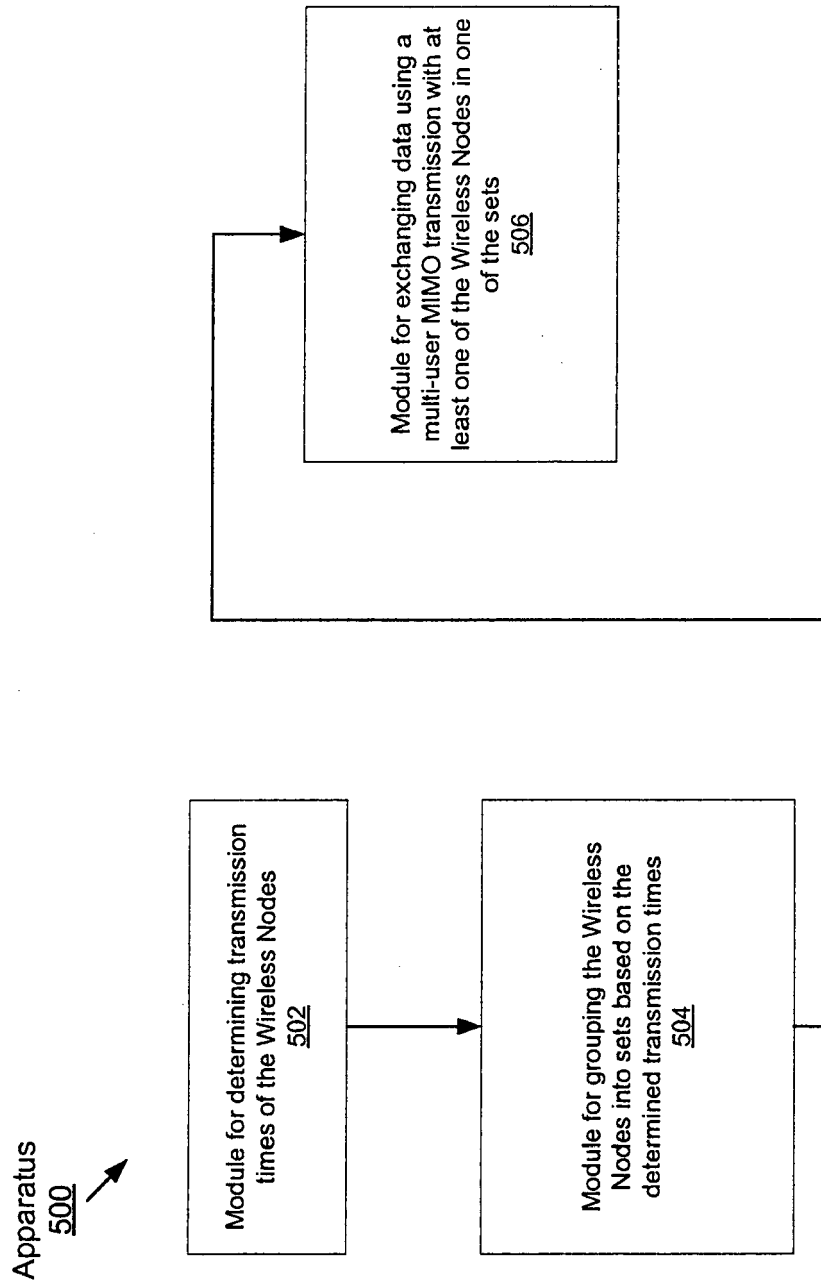 Apparatus
500
Module for determining transmission
times of the Wireless Nodes
502
Module for grouping the Wireless
Nodes into sets based on the
determined transmission times
504
Module for exchanging data using a
multi-user MIMO transmission with at
least one of the Wireless Nodes in one
of the sets
506